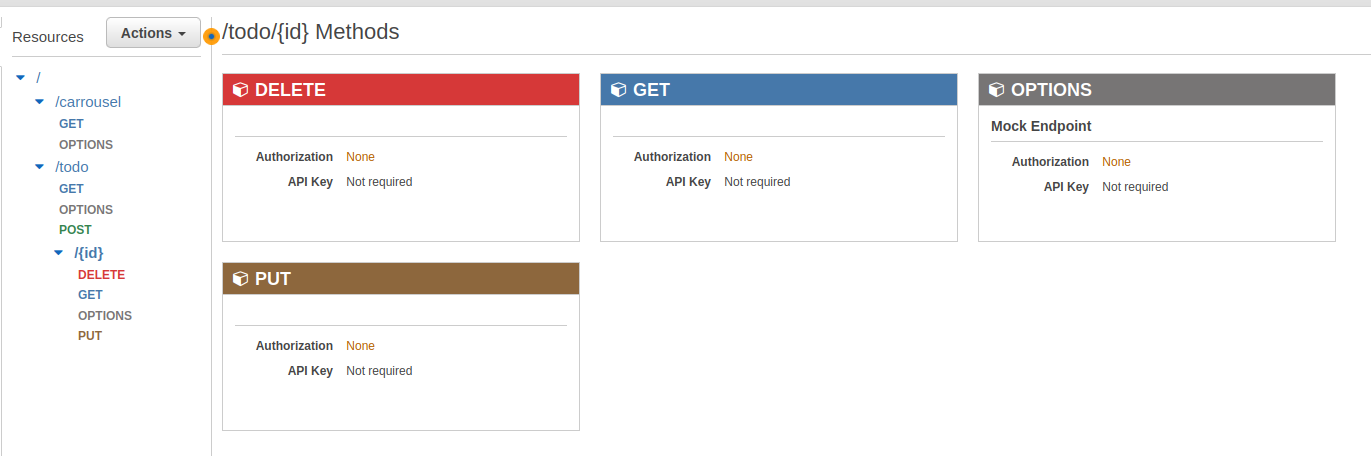 Resources
Actions
/
/carrousel
GET
OPTIONS
/todo
GET
OPTIONS
POST
/{id}
DELETE
GET
OPTIONS
PUT
/todo/{id} Methods
DELETE
Authorization None
API Key Not required
GET
Authorization None
API Key Not required
OPTIONS
Mock Endpoint
Authorization None
API Key Not required
PUT
Authorization None
API Key Not required